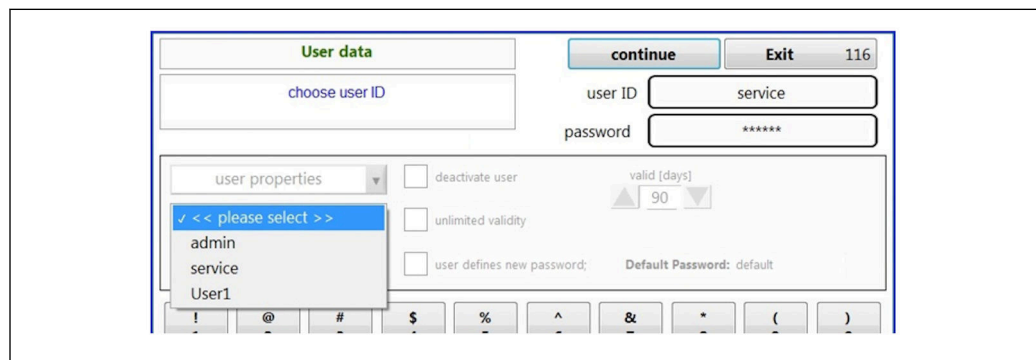 User data
continue
Exit 116
choose user ID
user ID service
password ******
user properties
deactivate user
valid [days]
90
✓ << please select >>
unlimited validity
admin
service
user defines new password; Default Password: default
User1
! @ # $ % ^ & * ( )